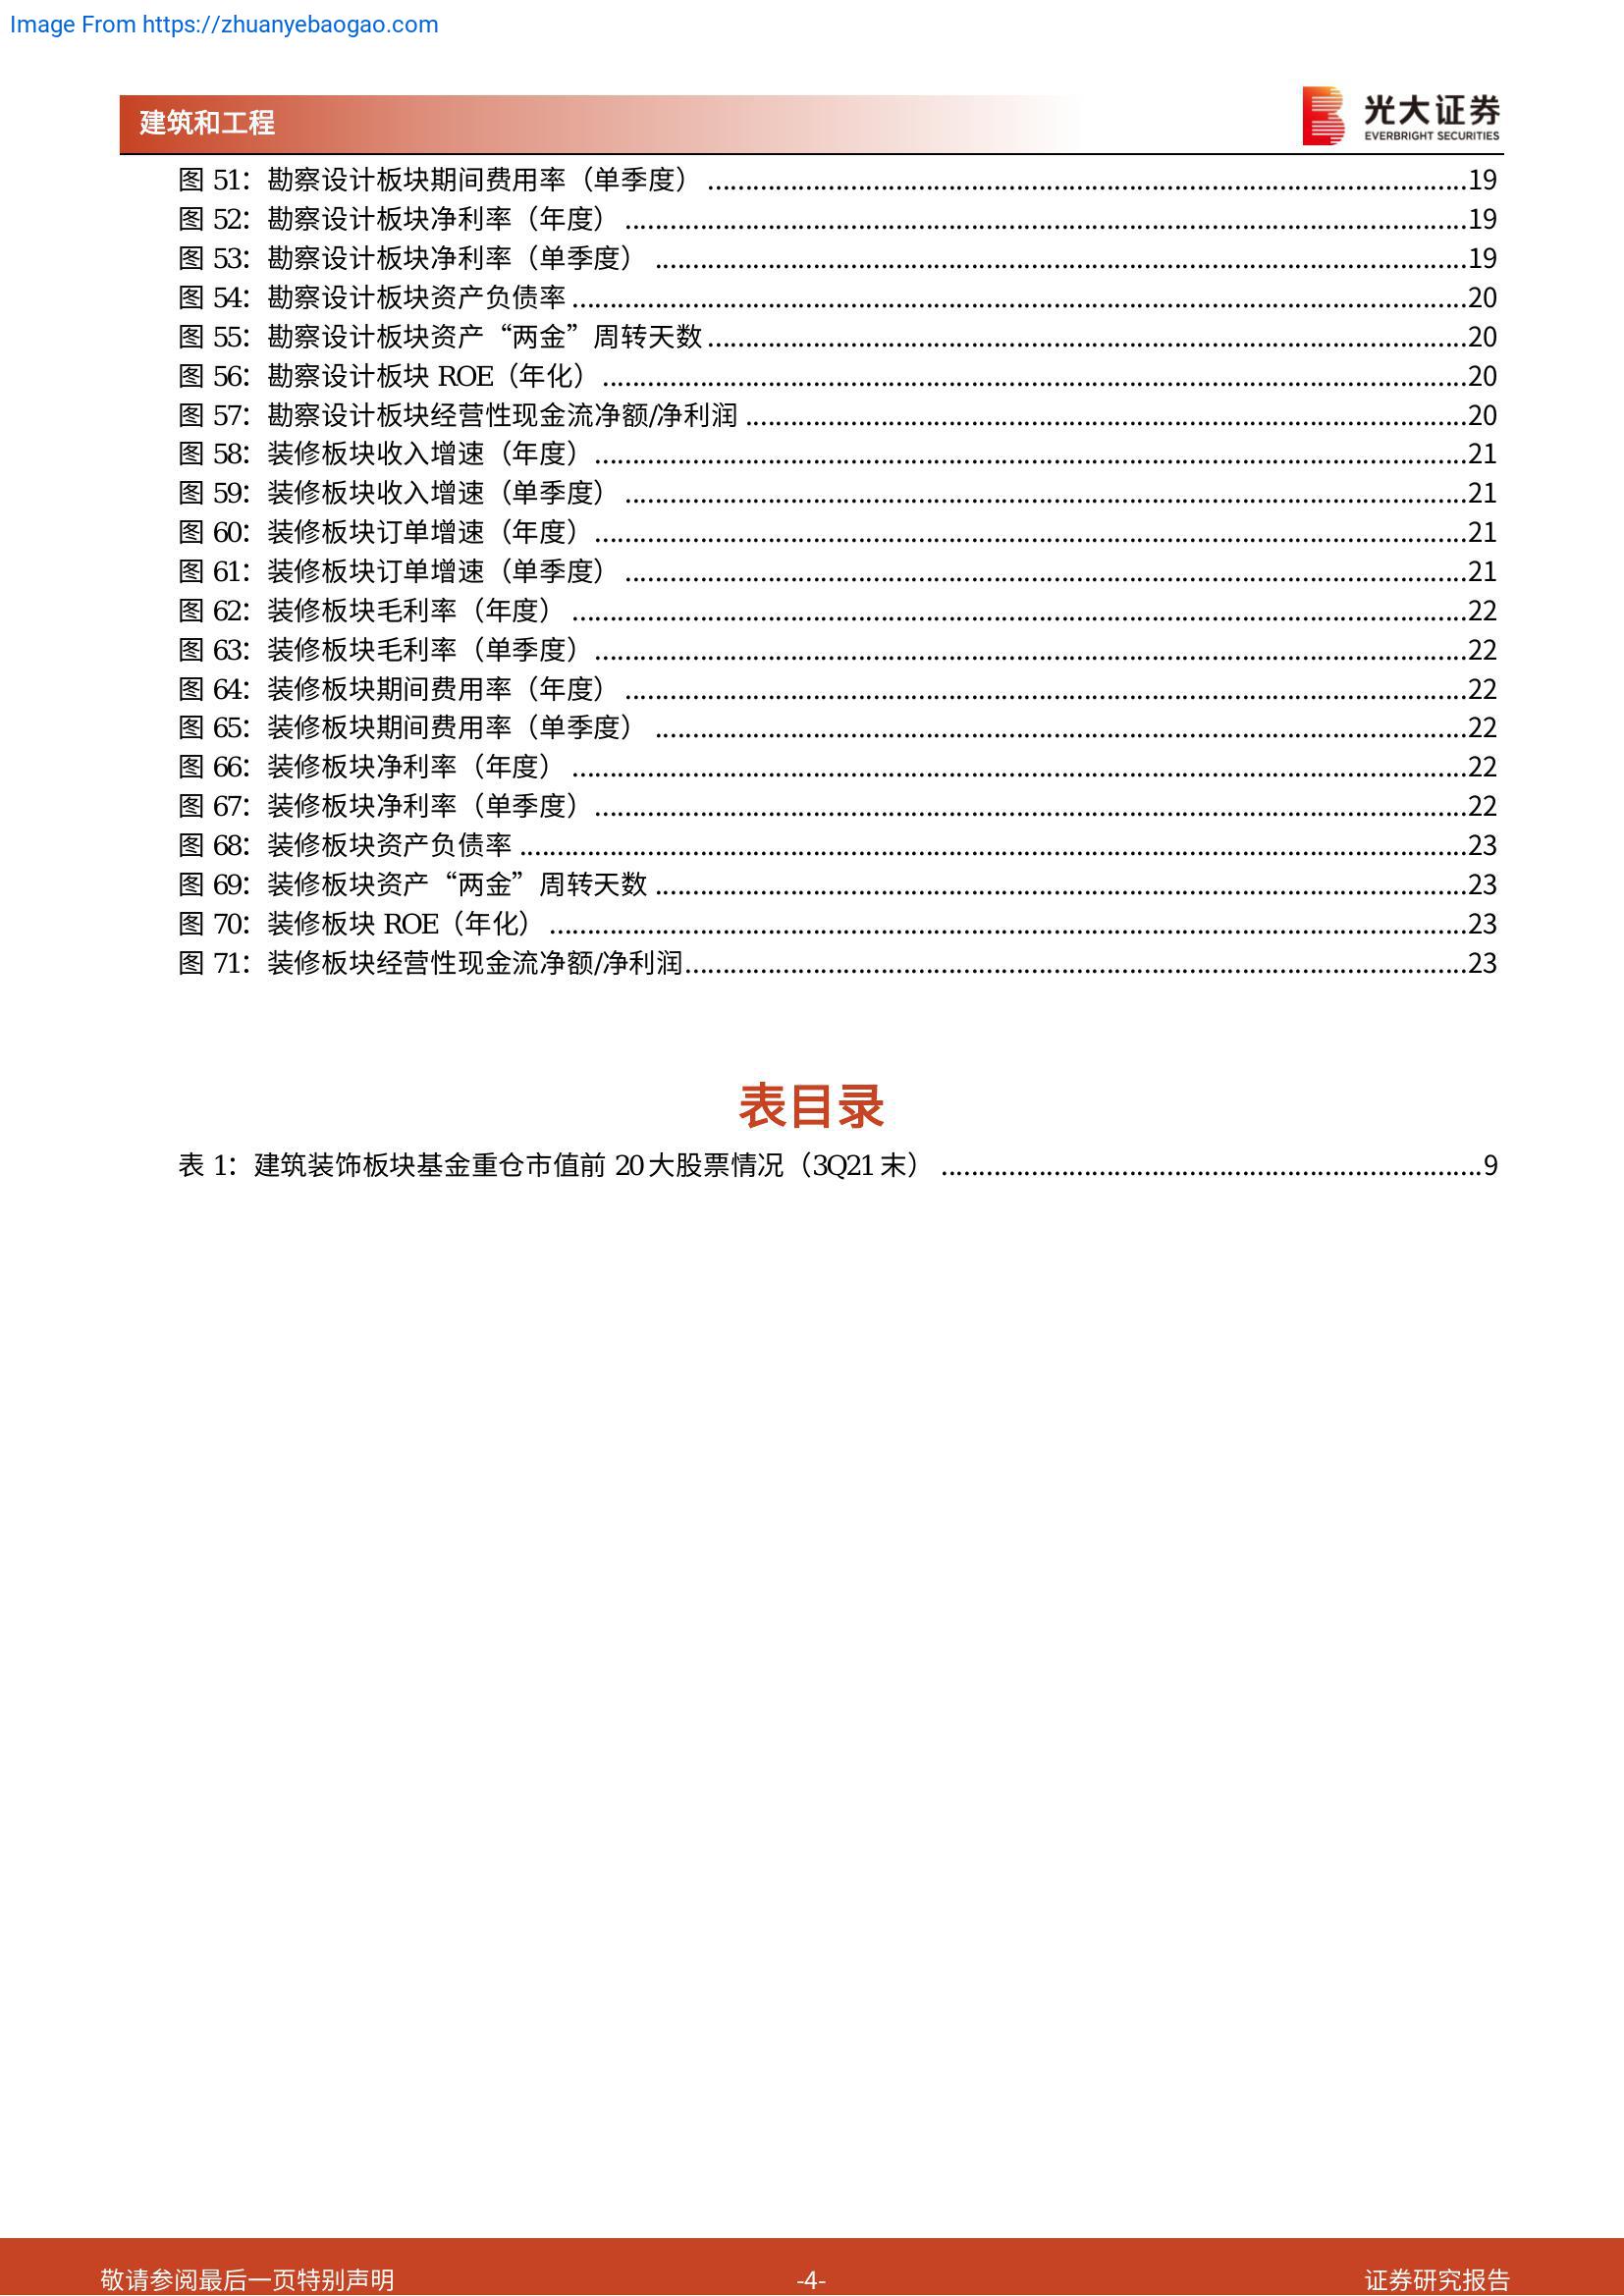 Image From https://zhuanyebaogao.com
建筑和工程
光大证券
EVERBRIGHT SECURITIES
图 51：勘察设计板块期间费用率（单季度）................................................19
图 52：勘察设计板块净利率（年度）................................................19
图 53：勘察设计板块净利率（单季度）................................................19
图 54：勘察设计板块资产负债率................................................20
图 55：勘察设计板块资产“两金”周转天数................................................20
图 56：勘察设计板块 ROE（年化）................................................20
图 57：勘察设计板块经营性现金流净额/净利润................................................20
图 58：装修板块收入增速（年度）................................................21
图 59：装修板块收入增速（单季度）................................................21
图 60：装修板块订单增速（年度）................................................21
图 61：装修板块订单增速（单季度）................................................21
图 62：装修板块毛利率（年度）................................................22
图 63：装修板块毛利率（单季度）................................................22
图 64：装修板块期间费用率（年度）................................................22
图 65：装修板块期间费用率（单季度）................................................22
图 66：装修板块净利率（年度）................................................22
图 67：装修板块净利率（单季度）................................................22
图 68：装修板块资产负债率................................................23
图 69：装修板块资产“两金”周转天数................................................23
图 70：装修板块 ROE（年化）................................................23
图 71：装修板块经营性现金流净额/净利润................................................23
表目录
表 1：建筑装饰板块基金重仓市值前 20 大股票情况（3Q21 末）................................................9
敬请参阅最后一页特别声明
-4-
证券研究报告